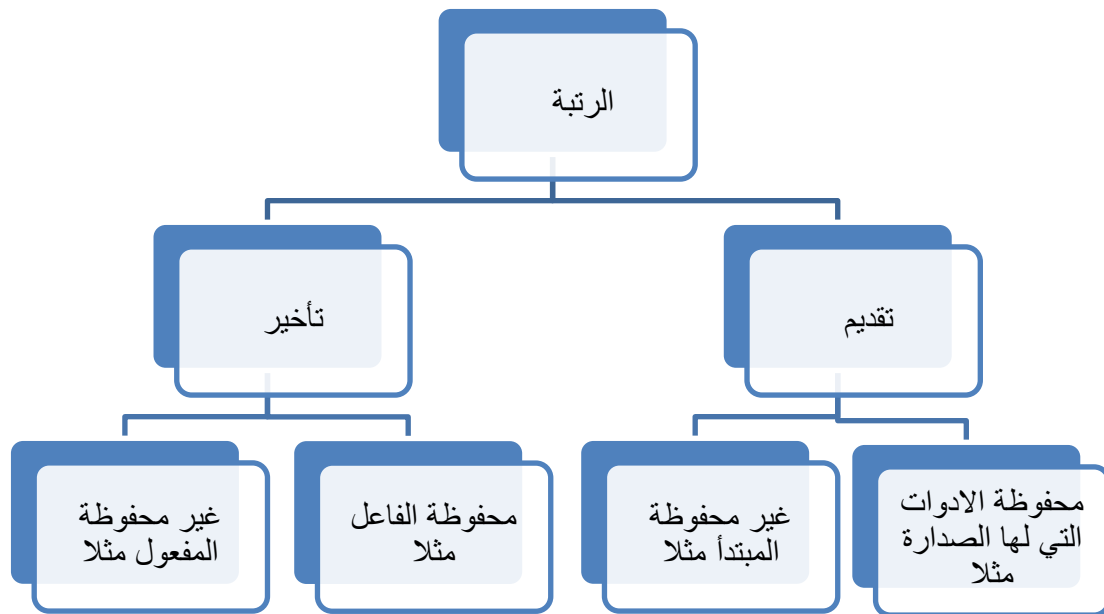 الرتبة
تقديم
تأخير
محفوظة الادوات
التي لها الصدارة
مثلا
غير محفوظة
المبتدأ مثلا
محفوظة الفاعل
مثلا
غير محفوظة
المفعول مثلا